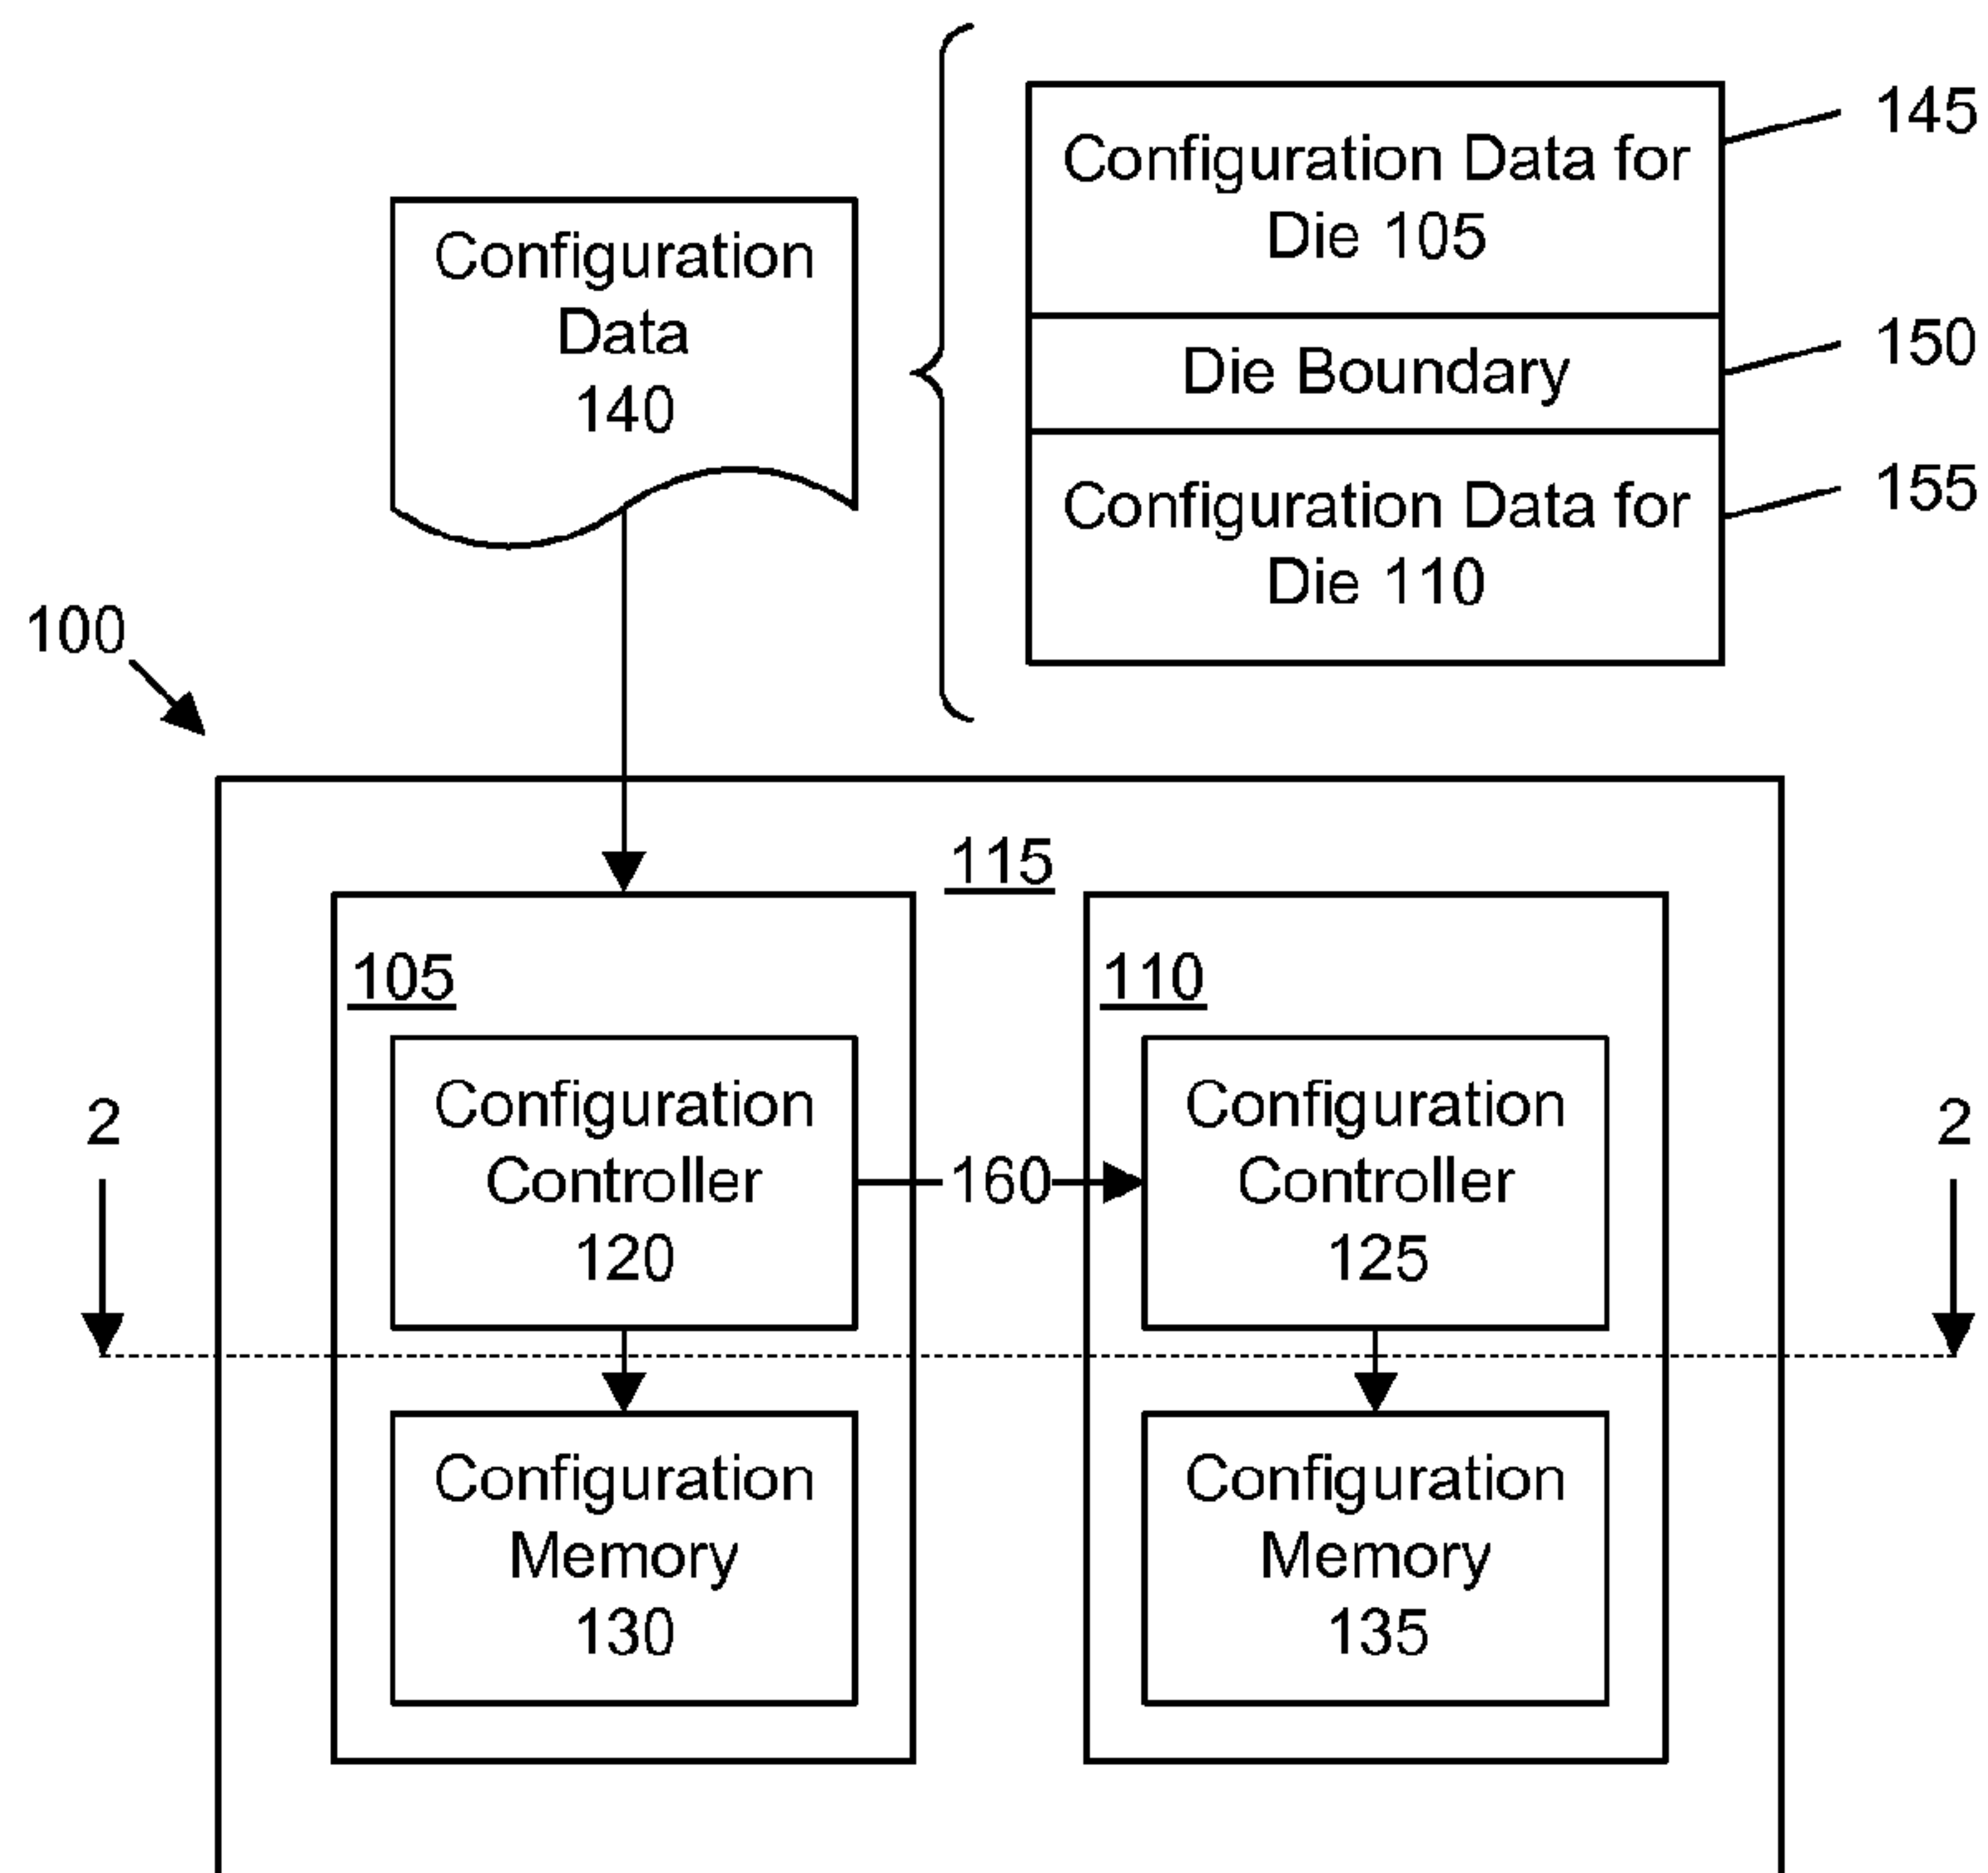 Configuration
Data
140
Configuration Data for
Die 105
145
Die Boundary
150
Configuration Data for
Die 110
155
100
115
105
110
Configuration
Controller
120
160
Configuration
Controller
125
2
2
Configuration
Memory
130
Configuration
Memory
135